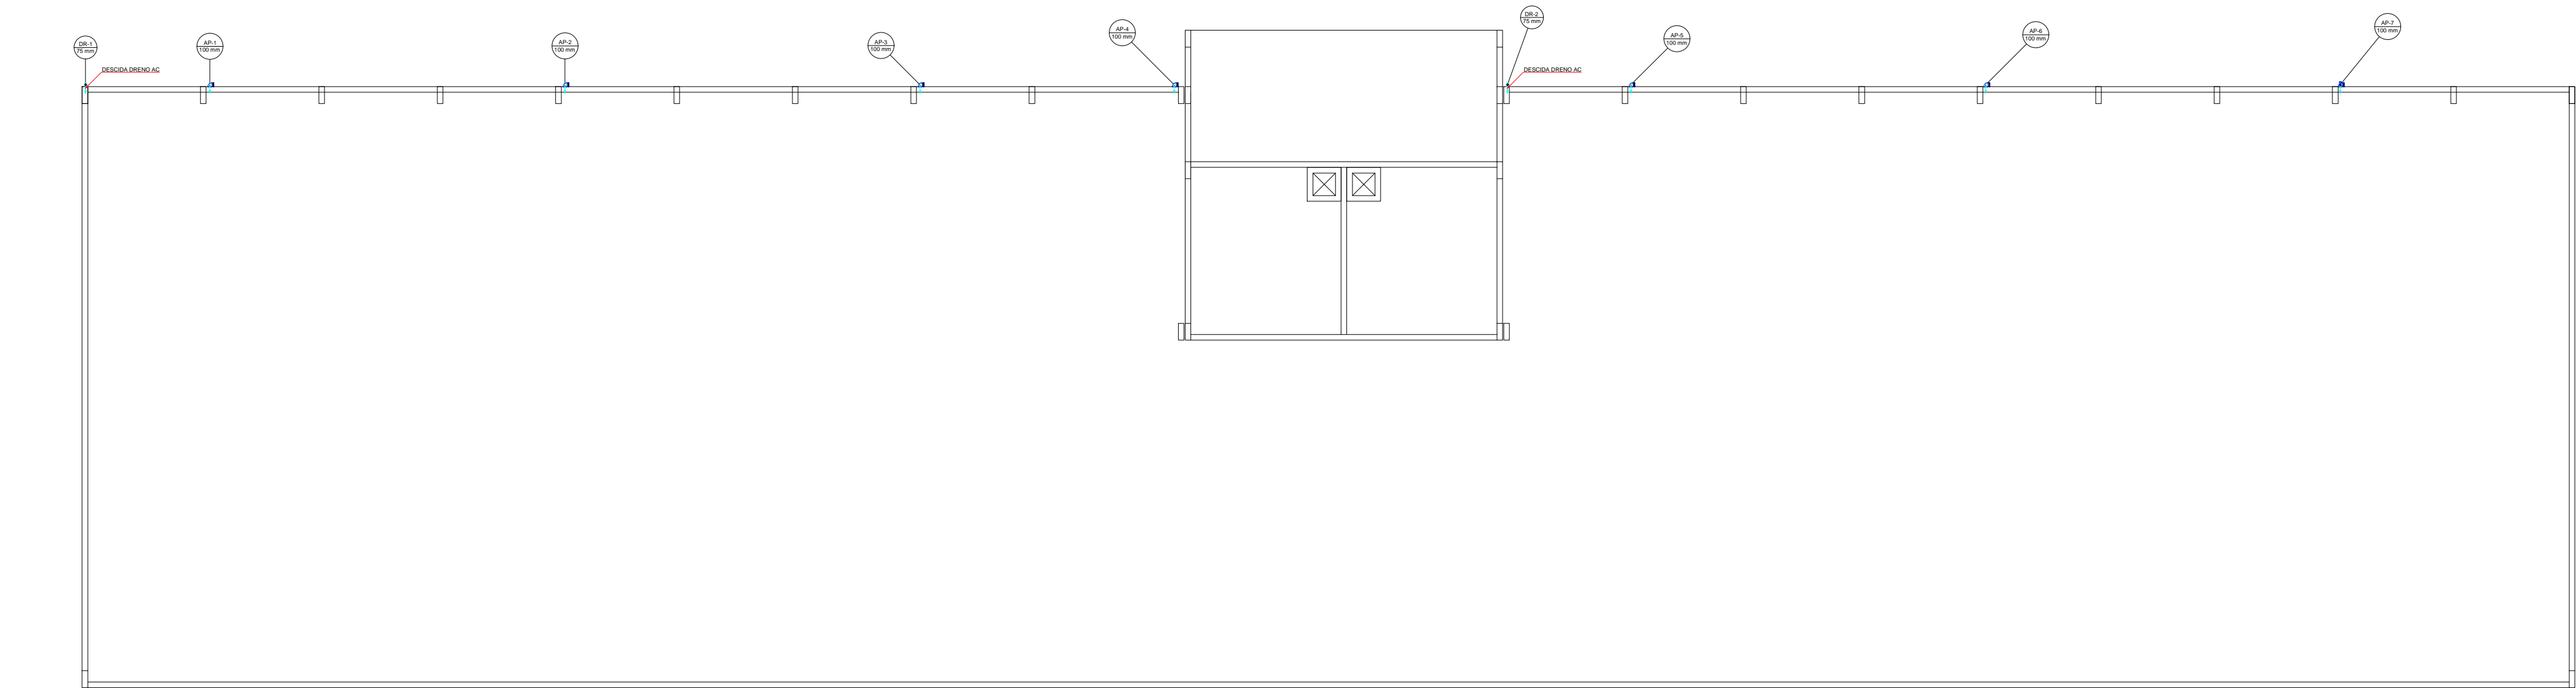 DR-1
75 mm
AP-1
100 mm
AP-2
100 mm
AP-3
100 mm
AP-4
100 mm
DR-2
75 mm
AP-5
100 mm
AP-6
100 mm
AP-7
100 mm
DESCIDA DRENO AC
DESCIDA DRENO AC